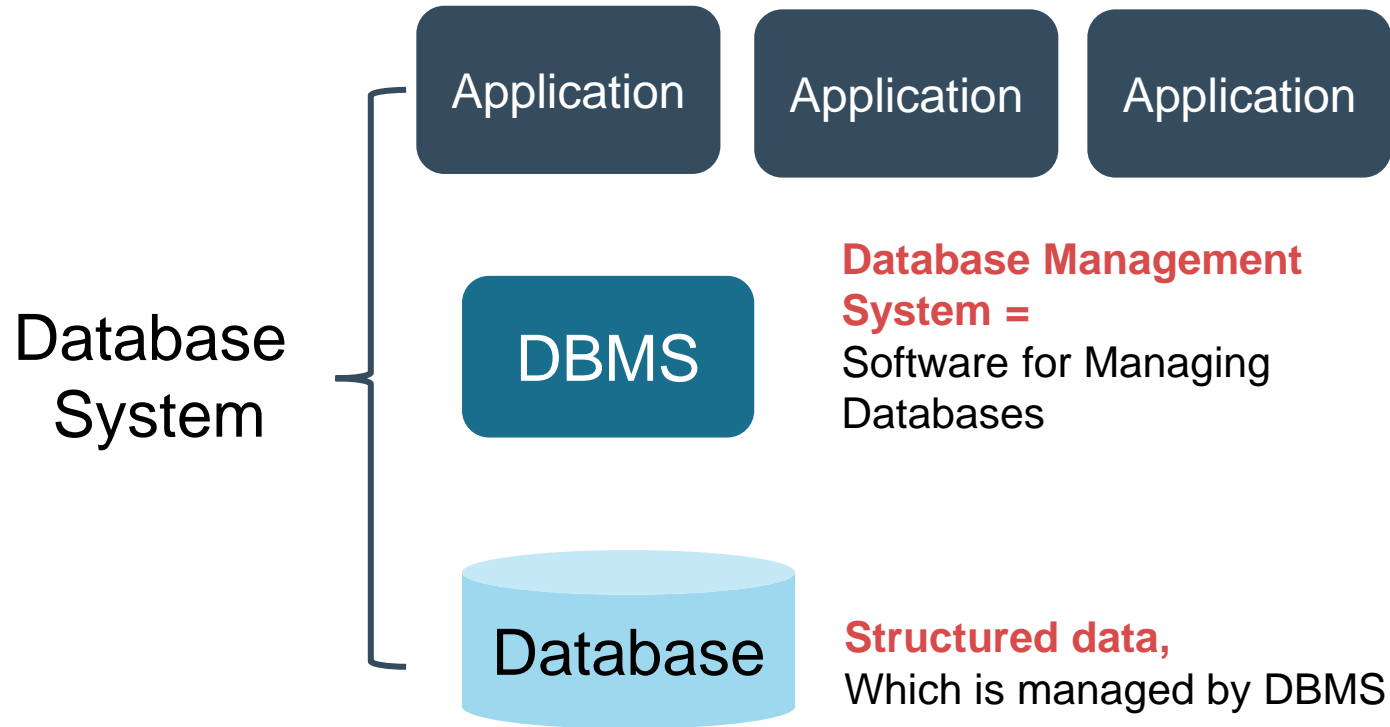 Application
Application
Application
Database
System
DBMS
Database Management
System =
Software for Managing
Databases
Database
Structured data,
Which is managed by DBMS